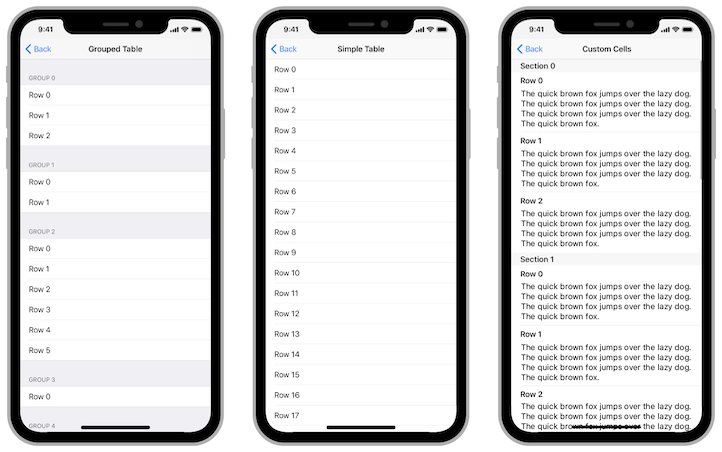 9:41
Back
Grouped Table
GROUP 0
Row 0
Row 1
Row 2
GROUP 1
Row 0
Row 1
GROUP 2
Row 0
Row 1
Row 2
Row 3
Row 4
Row 5
GROUP 3
Row 0
GROUP 4
9:41
Back
Simple Table
Row 0
Row 1
Row 2
Row 3
Row 4
Row 5
Row 6
Row 7
Row 8
Row 9
Row 10
Row 11
Row 12
Row 13
Row 14
Row 15
Row 16
Row 17
9:41
Back
Custom Cells
Section 0
Row 0
The quick brown fox jumps over the lazy dog.
The quick brown fox jumps over the lazy dog.
The quick brown fox jumps over the lazy dog.
The quick brown fox.
Row 1
The quick brown fox jumps over the lazy dog.
The quick brown fox jumps over the lazy dog.
The quick brown fox jumps over the lazy dog.
The quick brown fox.
Row 2
The quick brown fox jumps over the lazy dog.
The quick brown fox jumps over the lazy dog.
The quick brown fox jumps over the lazy dog.
The quick brown fox.
Section 1
Row 0
The quick brown fox jumps over the lazy dog.
The quick brown fox jumps over the lazy dog.
The quick brown fox jumps over the lazy dog.
The quick brown fox.
Row 1
The quick brown fox jumps over the lazy dog.
The quick brown fox jumps over the lazy dog.
The quick brown fox jumps over the lazy dog.
The quick brown fox.
Row 2
The quick brown fox jumps over the lazy dog.
The quick brown fox jumps over the lazy dog.
The quick brown fox jumps over the lazy dog.